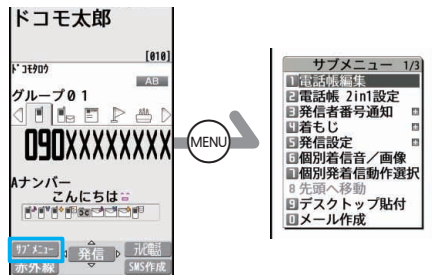 ドコモ太郎
[010]
ﾄﾞｺﾓﾀﾛｳ
AB
グループ01
090XXXXXXXX
Aナンバー
こんにちは
ｻﾌﾞﾒﾆｭｰ
発信
ﾃﾚﾋﾞ電話
赤外線
SMS作成
MENU
サブメニュー 1/3
1電話帳編集
2電話帳 2in1設定
3発信者番号通知
4着もじ
5発信設定
6個別着信音／画像
7個別発着信動作選択
8先頭へ移動
9デスクトップ貼付
0メール作成